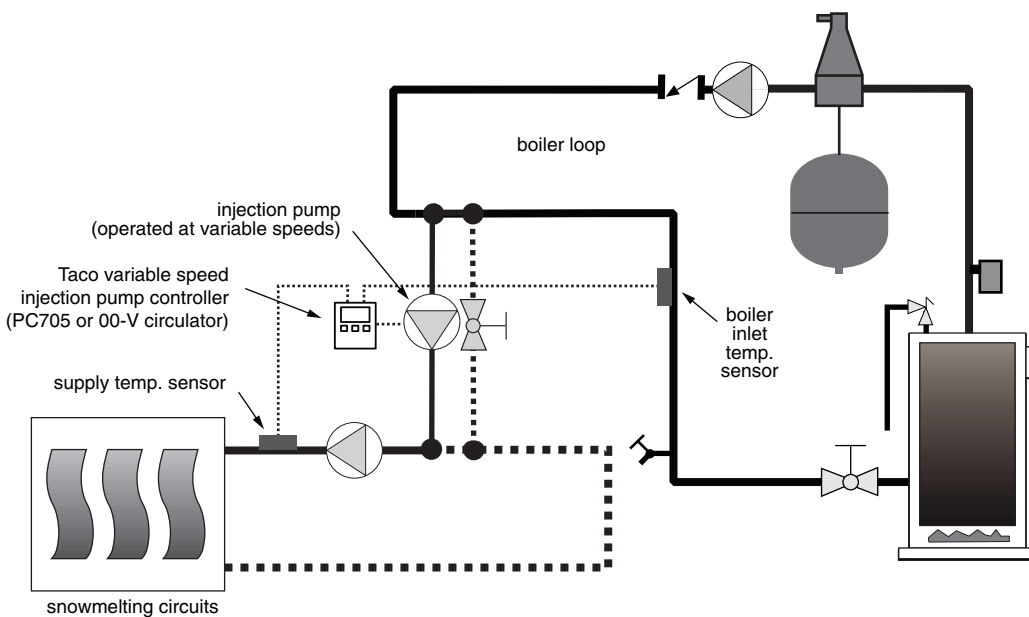 boiler loop
injection pump
(operated at variable speeds)
Taco variable speed
injection pump controller
(PC705 or 00-V circulator)
boiler
inlet
temp.
sensor
supply temp. sensor
snowmelting circuits